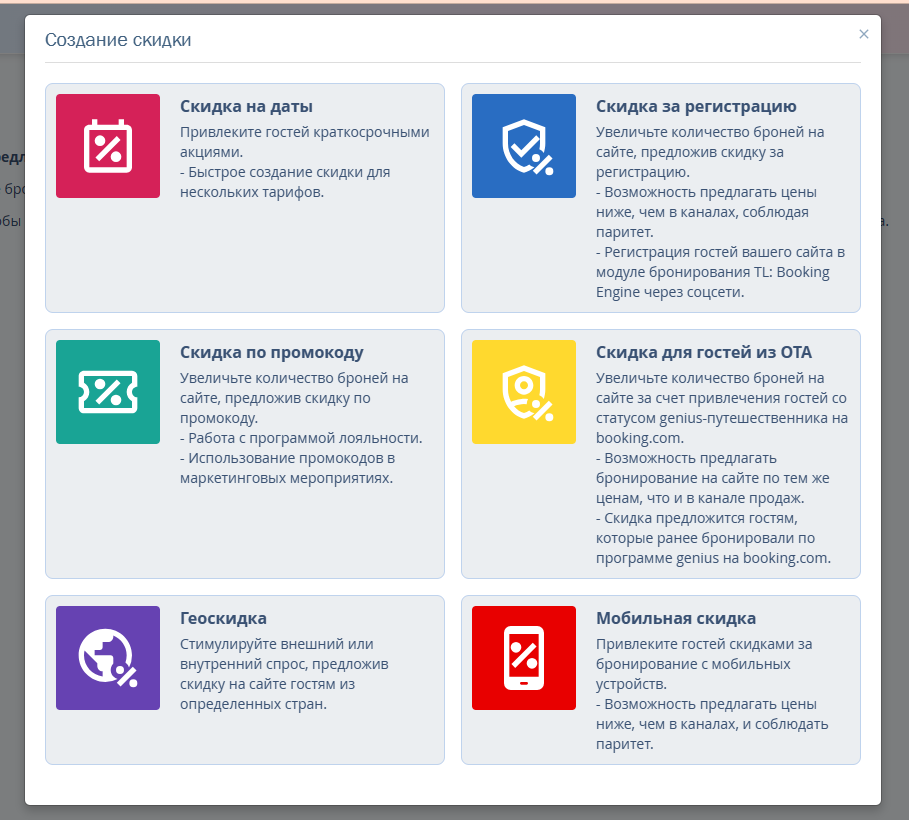 Создание скидки
×
Скидка на даты
Привлеките гостей краткосрочными
акциями.
- Быстрое создание скидки для
нескольких тарифов.
Скидка за регистрацию
Увеличьте количество броней на
сайте, предложив скидку за
регистрацию.
- Возможность предлагать цены
ниже, чем в каналах, соблюдая
паритет.
- Регистрация гостей вашего сайта в
модуле бронирования TL: Booking
Engine через соцсети.
Скидка по промокоду
Увеличьте количество броней на
сайте, предложив скидку по
промокоду.
- Работа с программой лояльности.
- Использование промокодов в
маркетинговых мероприятиях.
Скидка для гостей из ОТА
Увеличьте количество броней на
сайте за счет привлечения гостей со
статусом genius-путешественника на
booking.com.
- Возможность предлагать
бронирование на сайте по тем же
ценам, что и в канале продаж.
- Скидка предложится гостям,
которые ранее бронировали по
программе genius на booking.com.
Геоскидка
Стимулируйте внешний или
внутренний спрос, предложив
скидку на сайте гостям из
определенных стран.
Мобильная скидка
Привлеките гостей скидками за
бронирование с мобильных
устройств.
- Возможность предлагать цены
ниже, чем в каналах, и соблюдать
паритет.